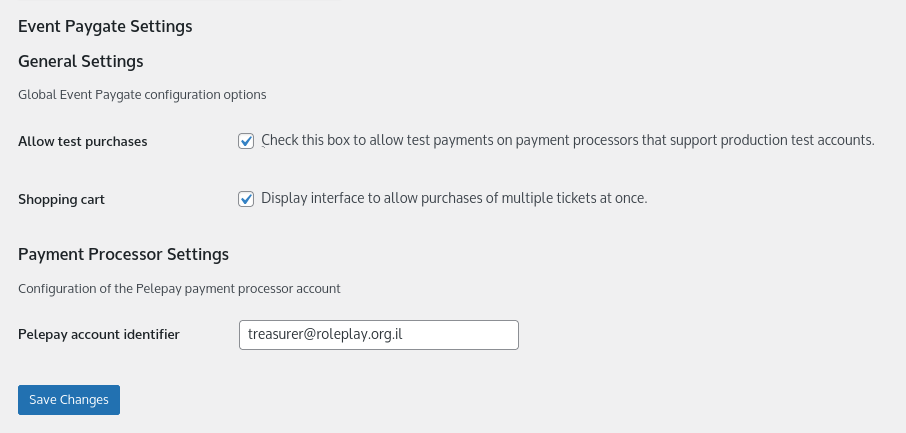 Event Paygate Settings
General Settings
Global Event Paygate configuration options
Allow test purchases
Check this box to allow test payments on payment processors that support production test accounts.
Shopping cart
Display interface to allow purchases of multiple tickets at once.
Payment Processor Settings
Configuration of the Pelepay payment processor account
Pelepay account identifier
treasurer@roleplay.org.il
Save Changes